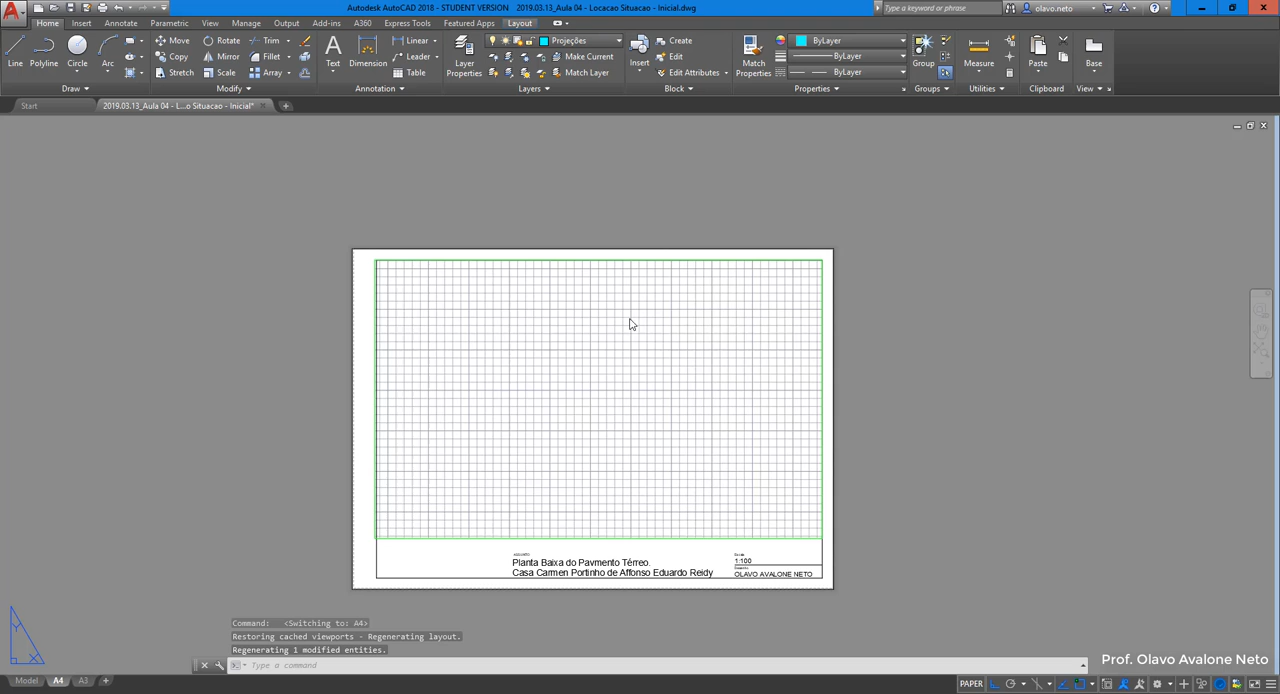 Autodesk AutoCAD 2018 - STUDENT VERSION 2019.03.13_Aula 04 - Locacao Situacao - Inicial.dwg
Type a keyword or phrase
olavo.neto
Home Insert Annotate Parametric View Manage Output Add-ins A360 Express Tools Featured Apps Layout
Line Polyline Circle Arc
Move Rotate Trim
Copy Mirror Fillet
Stretch Scale Array
Text Dimension
Linear
Leader
Table
Layer Properties
Projeções
Make Current
Match Layer
Insert
Create
Edit
Edit Attributes
Match Properties
ByLayer
ByLayer
ByLayer
Group Measure Paste Base
Draw Modify Annotation Layers Block Properties Groups Utilities Clipboard View
Start 2019.03.13_Aula 04 - L...o Situacao - Inicial*
Planta Baixa do Pavmento Térreo.
Casa Carmen Portinho de Affonso Eduardo Reidy
1:100
OLAVO AVALONE NETO
Y
X
Command: <Switching to: A4>
Restoring cached viewports - Regenerating layout.
Regenerating 1 modified entities.
Type a command
Prof. Olavo Avalone Neto
Model A4 A3
PAPER